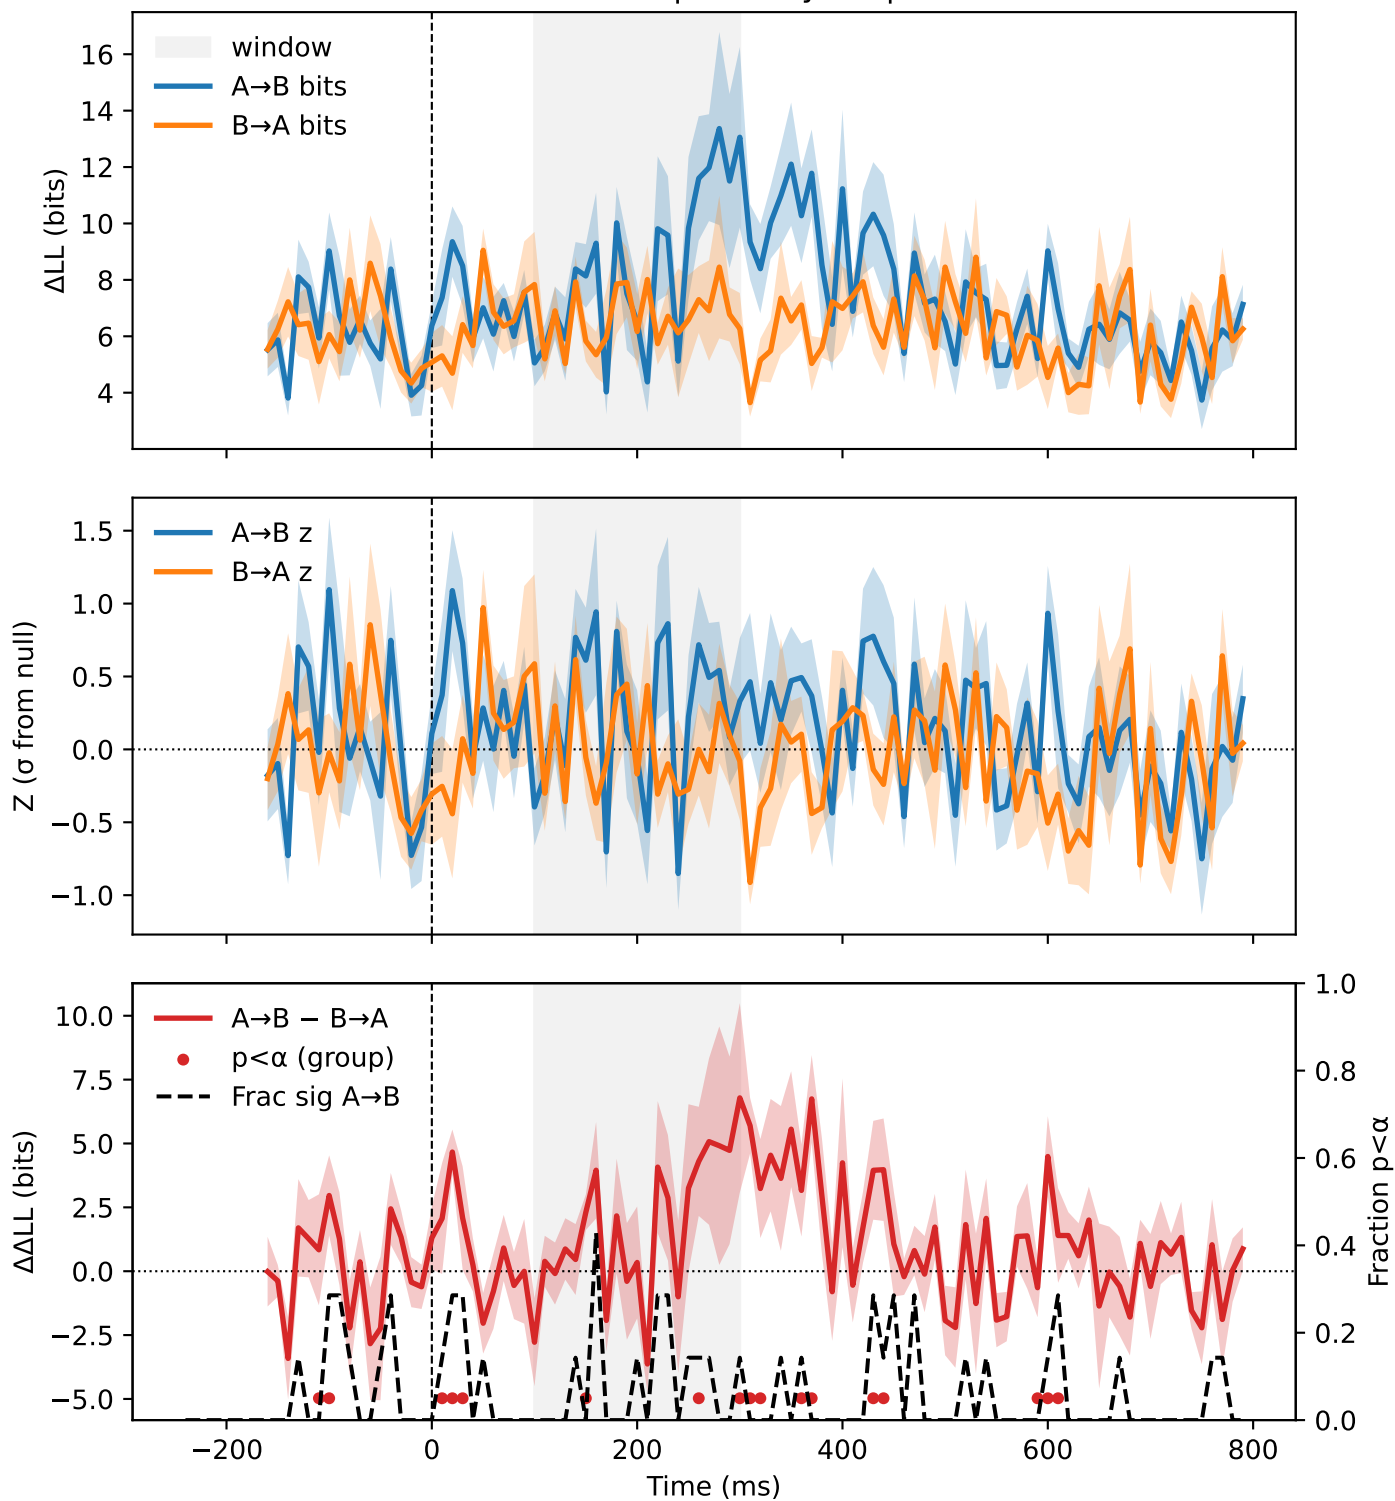 window
A→B bits
B→A bits
16
14
12
10
8
6
4
ΔLL (bits)
A→B z
B→A z
1.5
1.0
0.5
0.0
−0.5
−1.0
Z (σ from null)
A→B − B→A
p<α (group)
Frac sig A→B
10.0
7.5
5.0
2.5
0.0
−2.5
−5.0
ΔΔLL (bits)
1.0
0.8
0.6
0.4
0.2
0.0
Fraction p<α
−200
0
200
400
600
800
Time (ms)